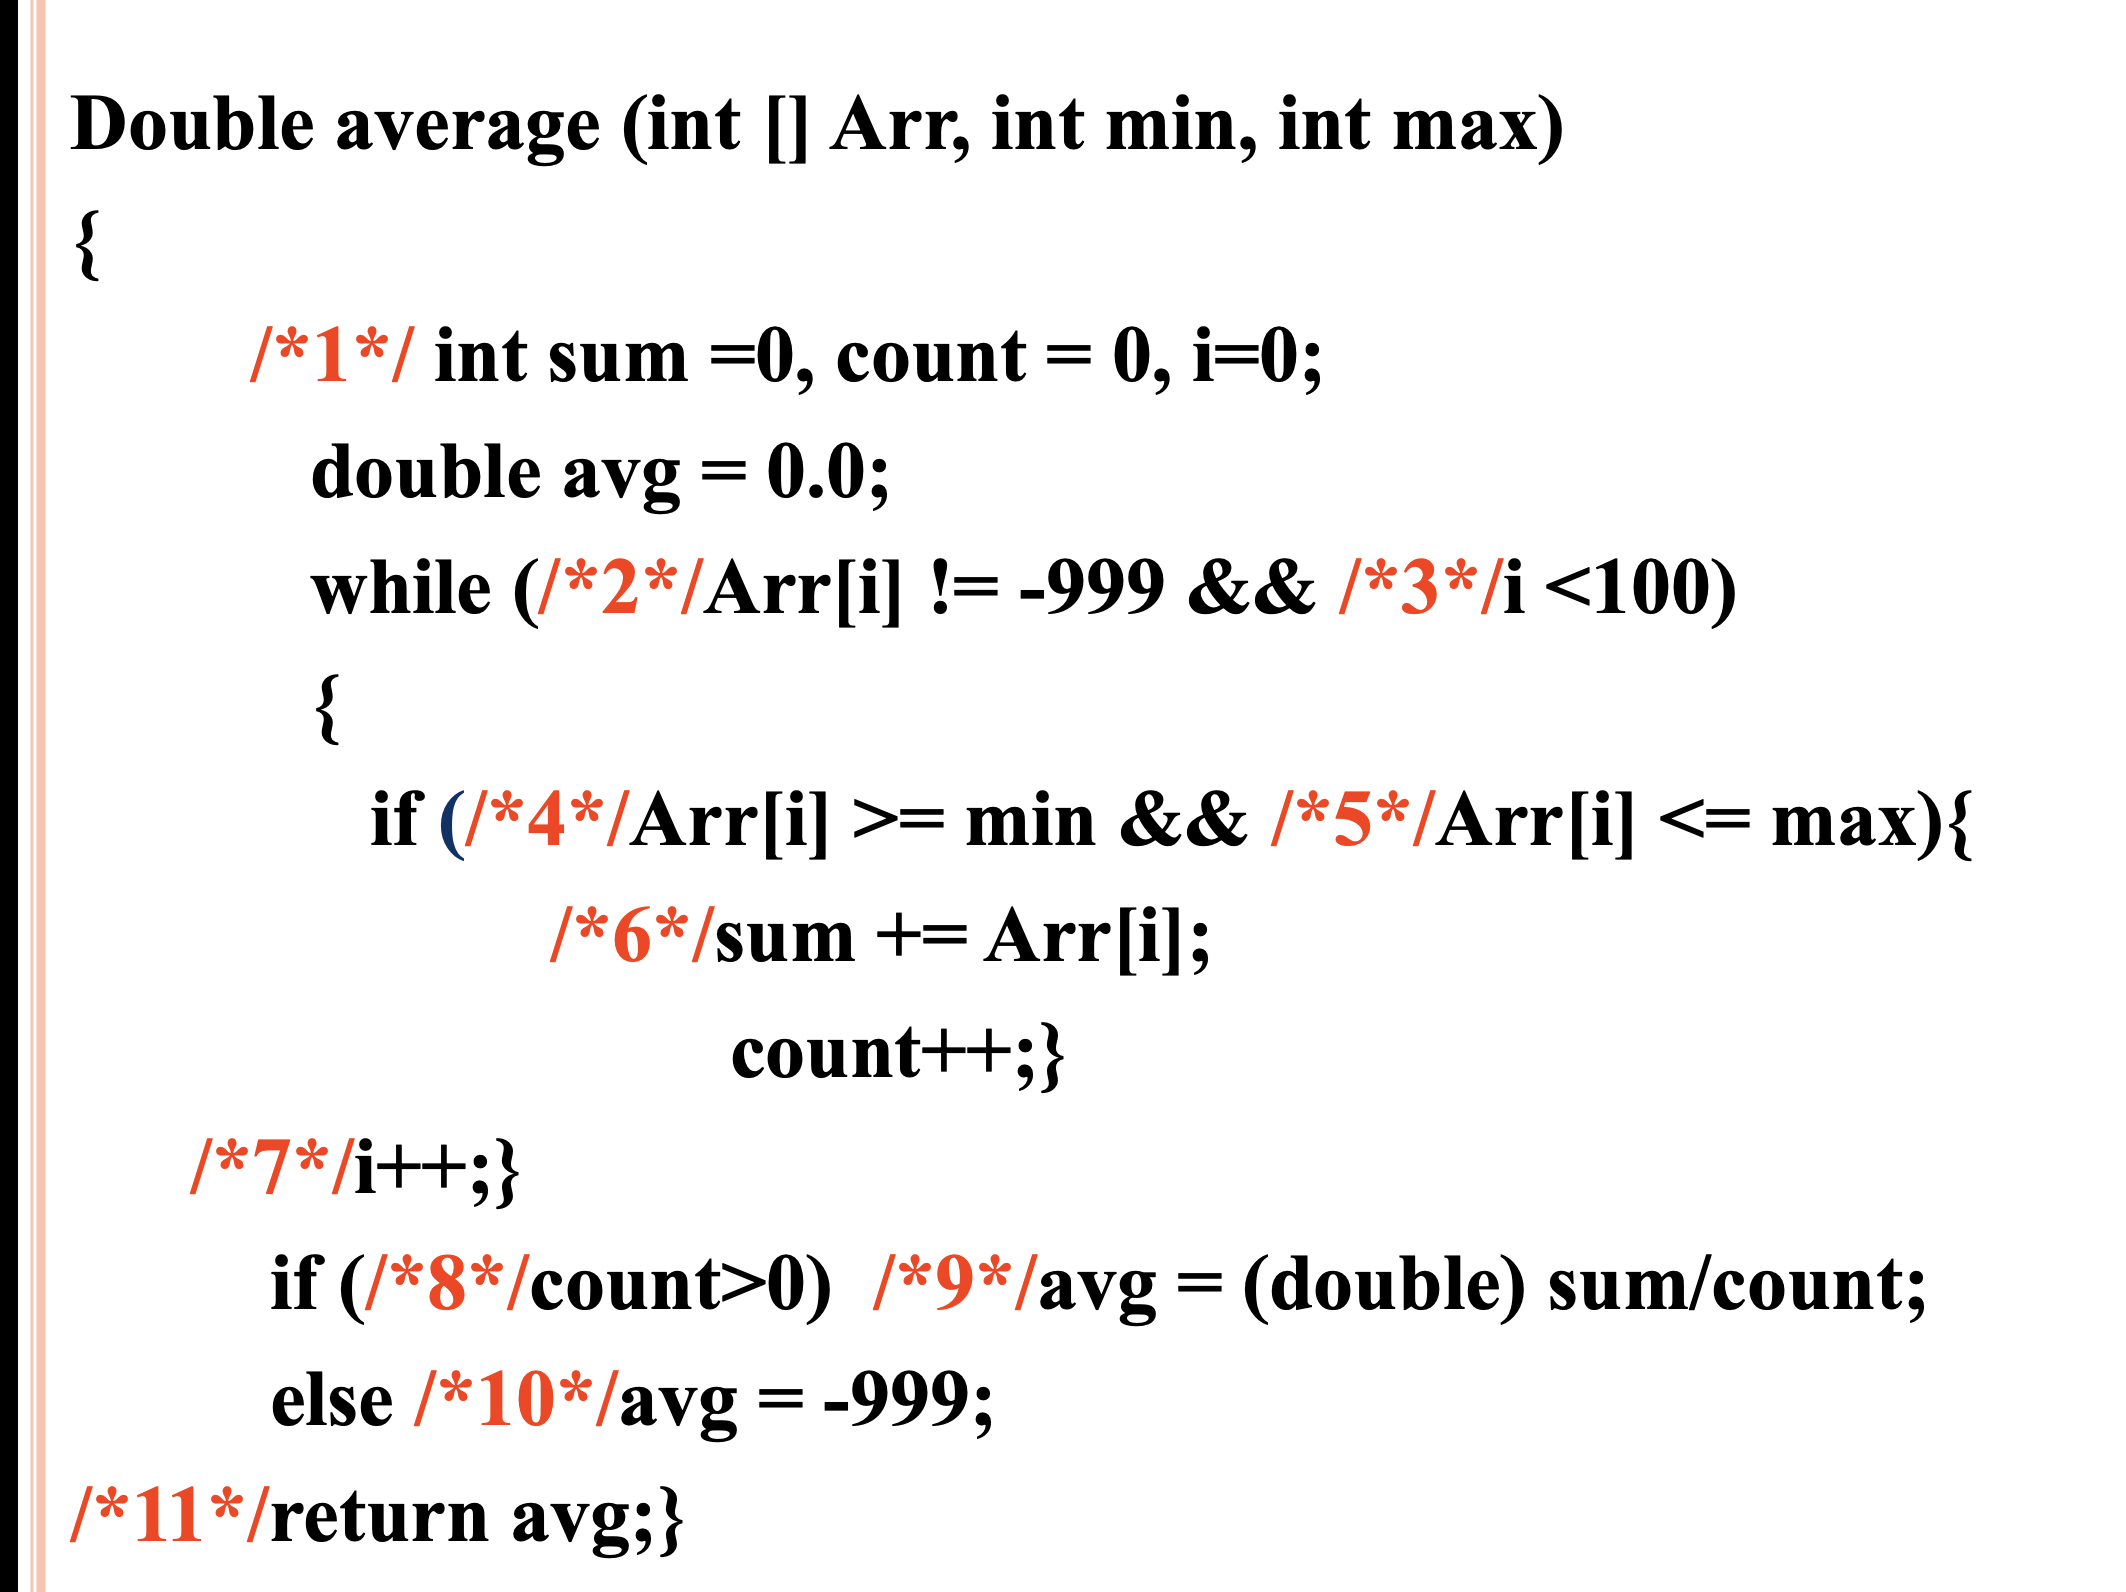 Double average (int [] Arr, int min, int max)
{
/*1*/ int sum =0, count = 0, i=0;
double avg = 0.0;
while (/*2*/Arr[i] != -999 && /*3*/i <100)
{
if (/*4*/Arr[i] >= min && /*5*/Arr[i] <= max){
/*6*/sum += Arr[i];
count++;}
/*7*/i++;}
if (/*8*/count>0) /*9*/avg = (double) sum/count;
else /*10*/avg = -999;
/*11*/return avg;}